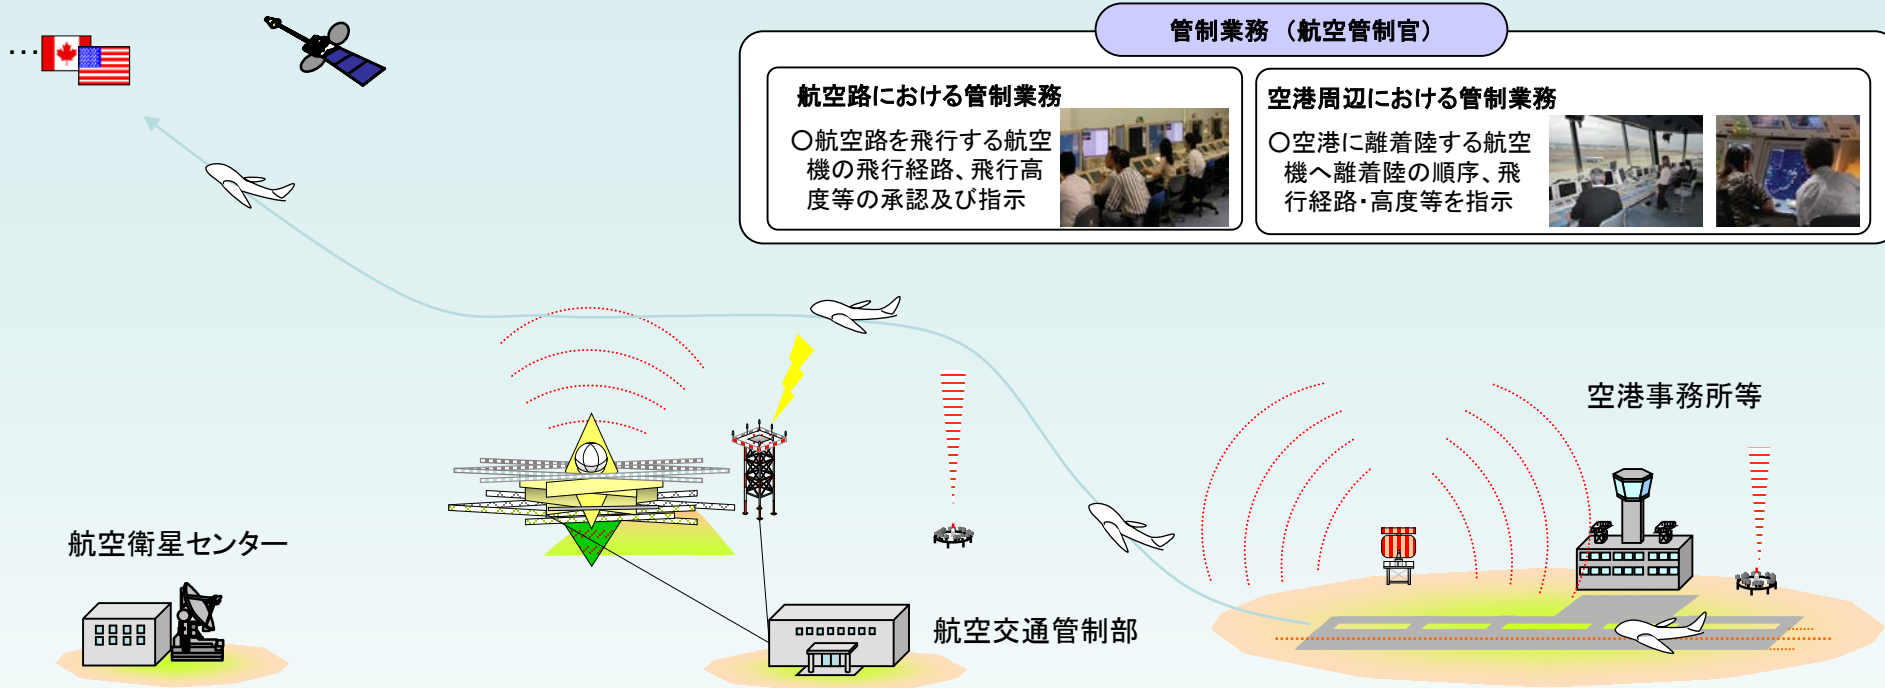 …
管制業務 （航空管制官）
航空路における管制業務
○航空路を飛行する航空
機の飛行経路、飛行高
度等の承認及び指示
空港周辺における管制業務
○空港に離着陸する航空
機へ離着陸の順序、飛
行経路・高度等を指示
空港事務所等
航空衛星センター
航空交通管制部